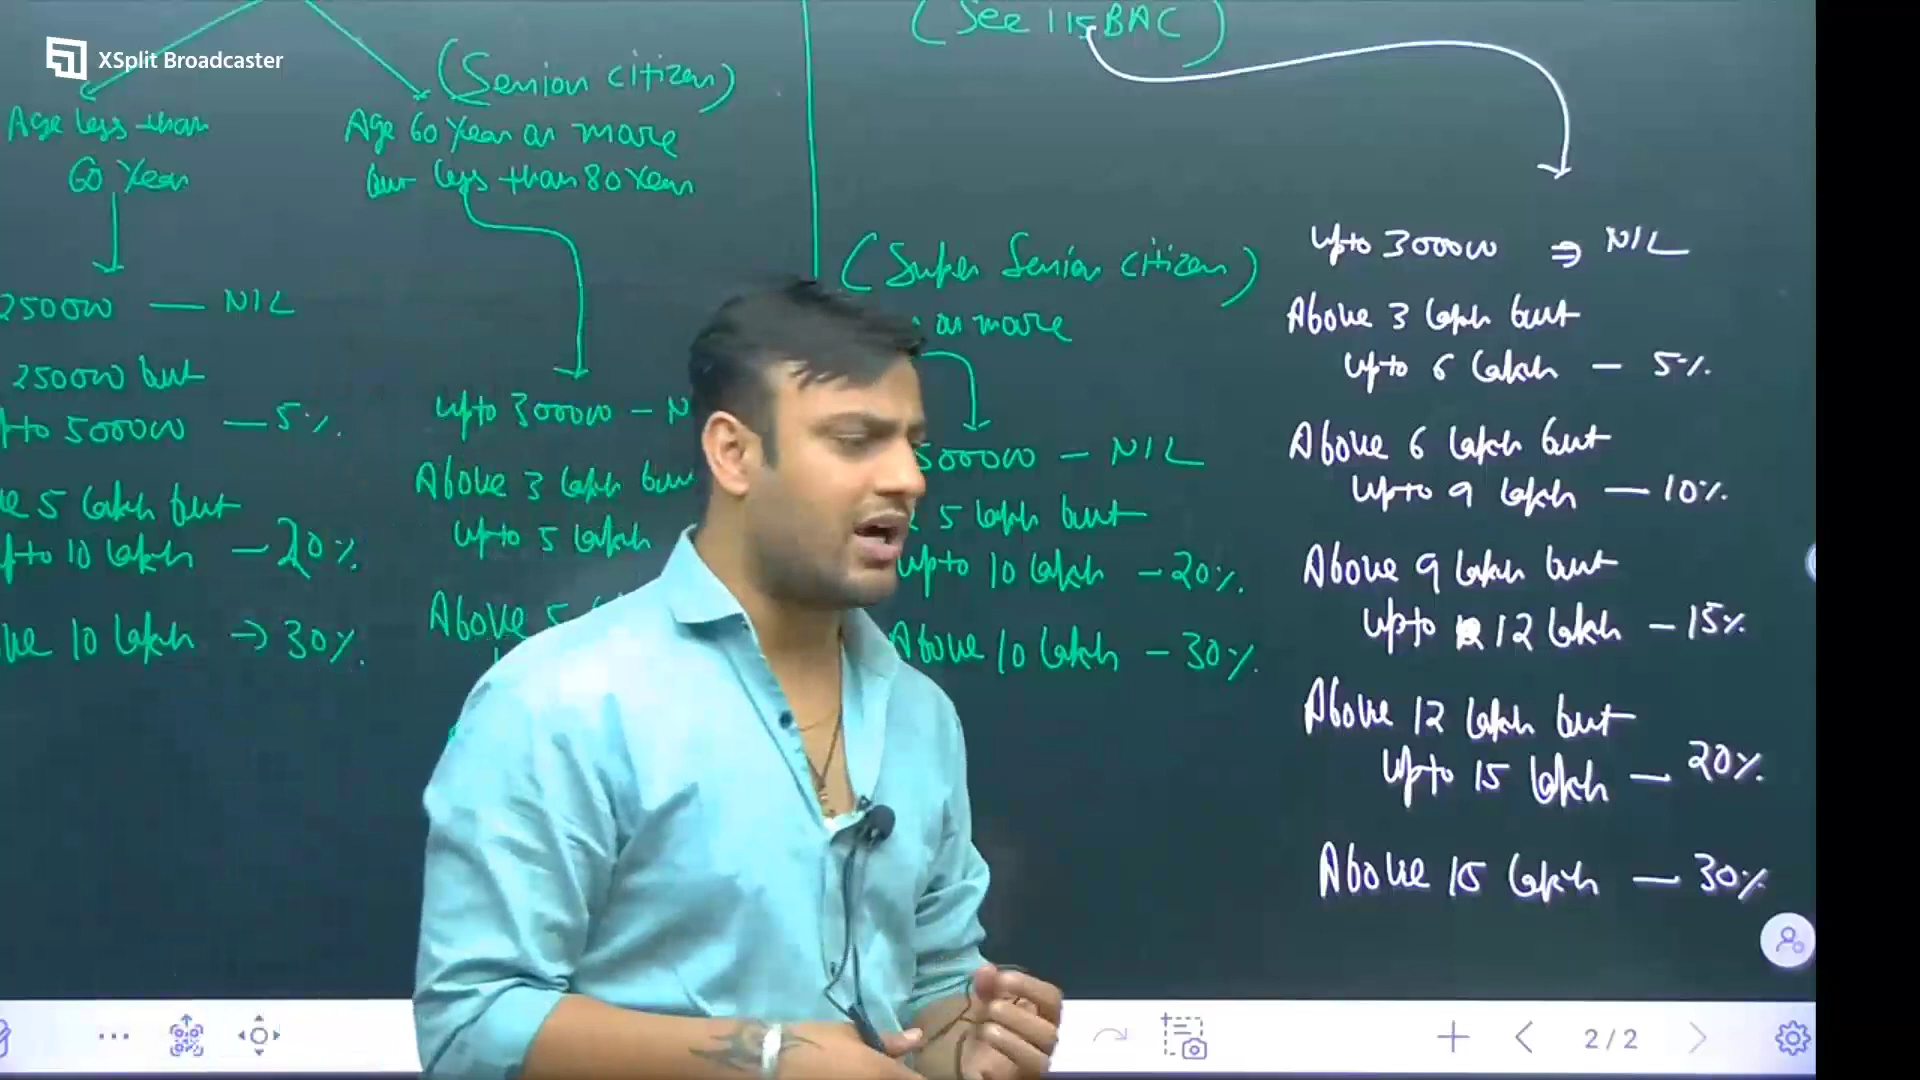 XSplit Broadcaster
(See 115BAC)
(Senior citizen)
Age less than
60 Year
Age 60 Year or more
but less than 80 Year
250000 — NIL
250000 but
500000 — 5%.
5 Lakh but
10 Lakh — 20%.
10 Lakh → 30%.
upto 300000 — N
Above 3 Lakh but
upto 5 Lakh
Above 5
(Super Senior citizen)
or more
500000 — NIL
5 Lakh but
upto 10 Lakh — 20%.
Above 10 Lakh — 30%.
upto 300000 ⇒ NIL
Above 3 Lakh but
upto 6 Lakh — 5%.
Above 6 Lakh but
upto 9 Lakh — 10%.
Above 9 Lakh but
upto 12 Lakh — 15%.
Above 12 Lakh but
upto 15 Lakh — 20%.
Above 15 Lakh — 30%
2/2